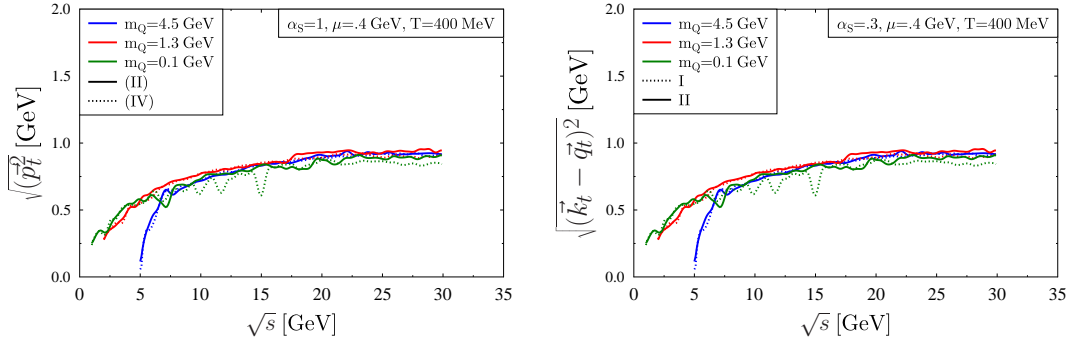 2.0
1.5
1.0
0.5
0.0
0 5 10 15 20 25 30 35
√s [GeV]
√(p⃗_t^2 [GeV]
m_Q=4.5 GeV
m_Q=1.3 GeV
m_Q=0.1 GeV
(II)
(IV)
α_S=1, μ=.4 GeV, T=400 MeV
2.0
1.5
1.0
0.5
0.0
0 5 10 15 20 25 30 35
√s [GeV]
√(k⃗_t − q⃗_t)^2 [GeV]
m_Q=4.5 GeV
m_Q=1.3 GeV
m_Q=0.1 GeV
I
II
α_S=.3, μ=.4 GeV, T=400 MeV